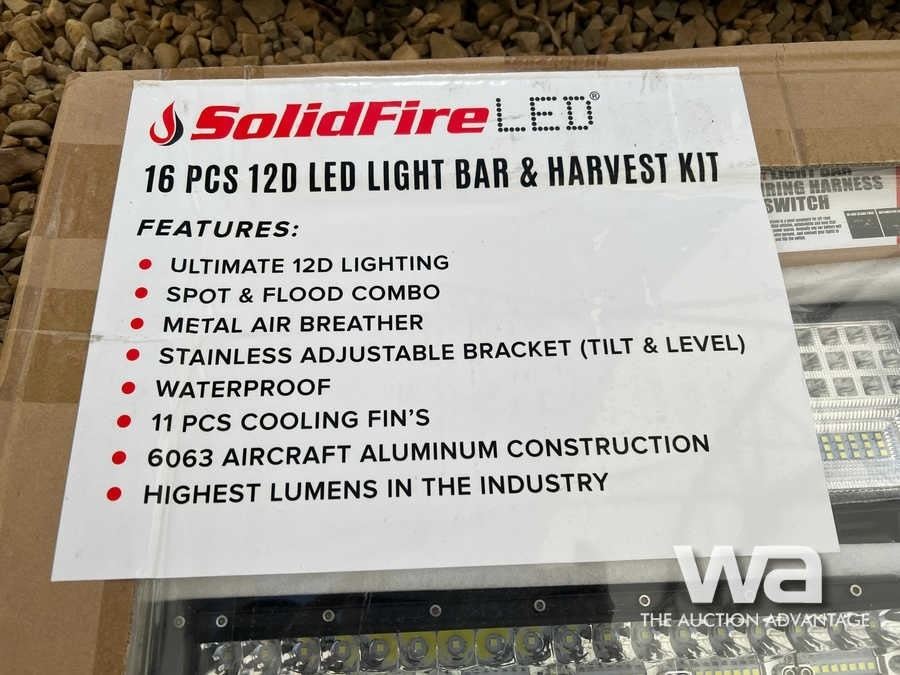 SolidFire LED®
16 PCS 12D LED LIGHT BAR & HARVEST KIT
FEATURES:
• ULTIMATE 12D LIGHTING
• SPOT & FLOOD COMBO
• METAL AIR BREATHER
• STAINLESS ADJUSTABLE BRACKET (TILT & LEVEL)
• WATERPROOF
• 11 PCS COOLING FIN'S
• 6063 AIRCRAFT ALUMINUM CONSTRUCTION
• HIGHEST LUMENS IN THE INDUSTRY
LIGHT BAR
HARNESS
SWITCH
wa
THE AUCTION ADVANTAGE